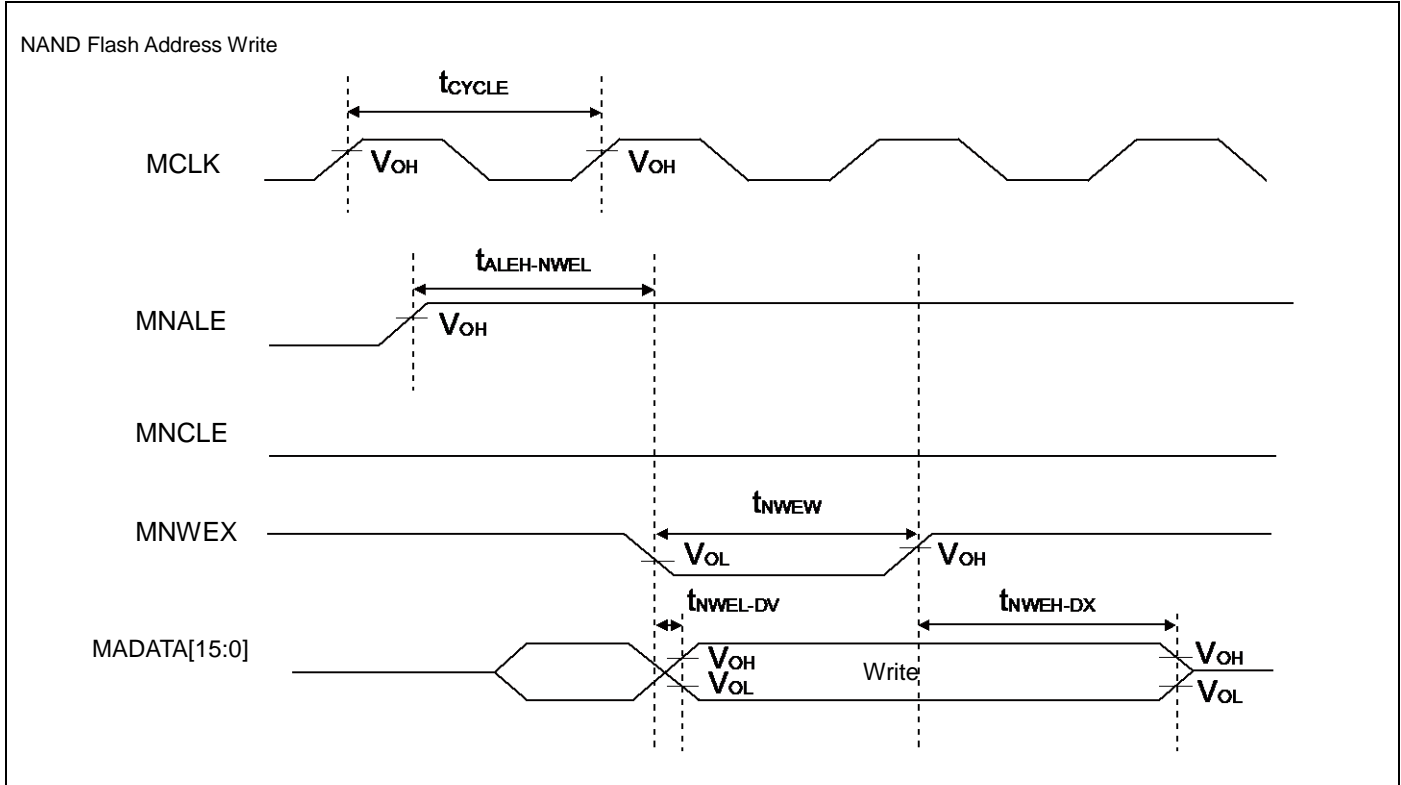 NAND Flash Address Write
tCYCLE
MCLK
VOH
VOH
tALEH-NWEL
MNALE
VOH
MNCLE
tNWEW
MNWEX
VOL
VOH
tNWEL-DV
tNWEH-DX
MADATA[15:0]
VOH
Write
VOH
VOL
VOL